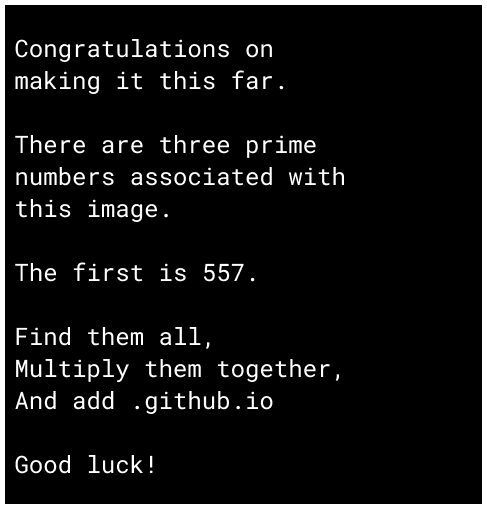 Congratulations on
making it this far.
There are three prime
numbers associated with
this image.
The first is 557.
Find them all,
Multiply them together,
And add .github.io
Good luck!